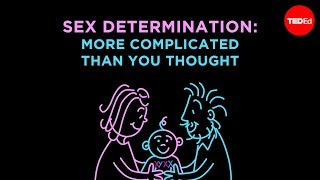 TEDEd
SEX DETERMINATION:
MORE COMPLICATED
THAN YOU THOUGHT